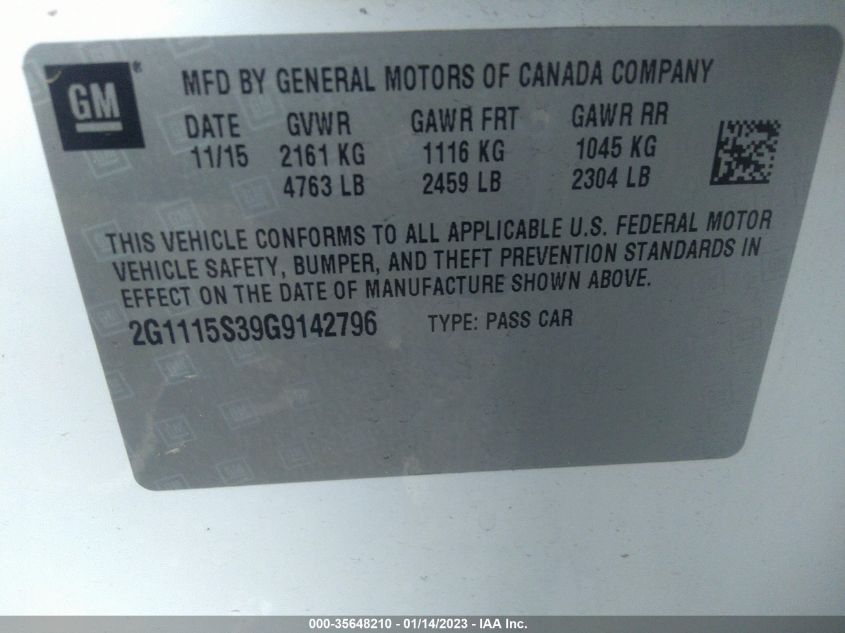 GM
MFD BY GENERAL MOTORS OF CANADA COMPANY
DATE GVWR GAWR FRT GAWR RR
11/15 2161 KG 1116 KG 1045 KG
4763 LB 2459 LB 2304 LB
THIS VEHICLE CONFORMS TO ALL APPLICABLE U.S. FEDERAL MOTOR
VEHICLE SAFETY, BUMPER, AND THEFT PREVENTION STANDARDS IN
EFFECT ON THE DATE OF MANUFACTURE SHOWN ABOVE.
2G1115S39G9142796 TYPE: PASS CAR
000-35648210 - 01/14/2023 - IAA Inc.